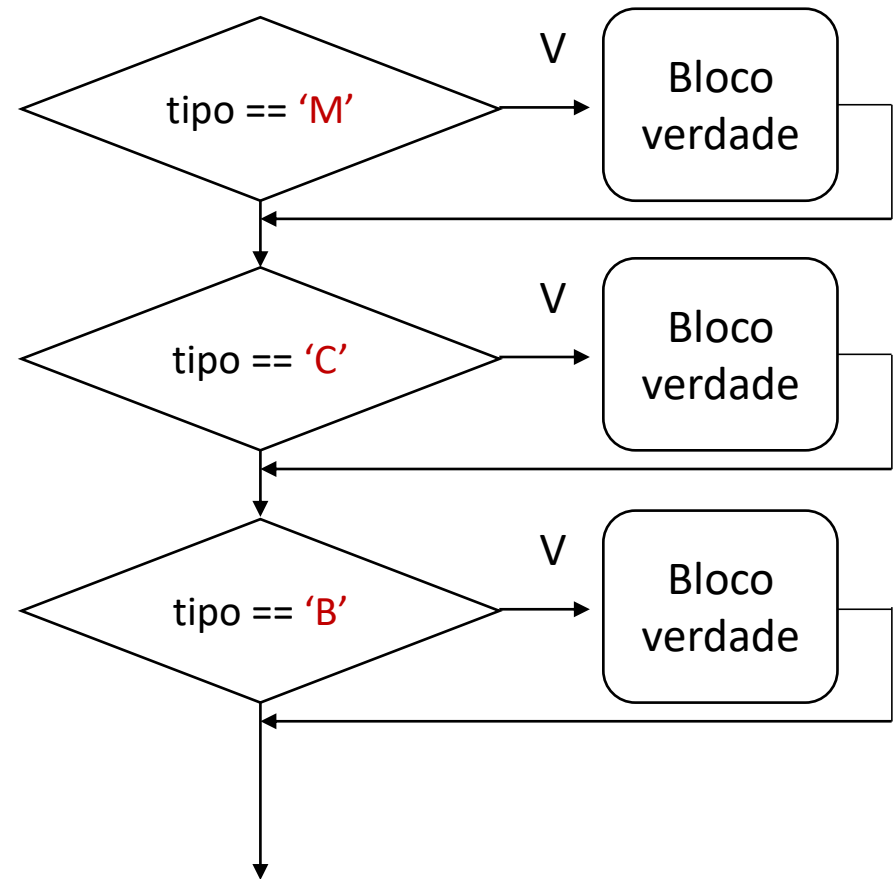 V
tipo == ‘M’
Bloco
verdade
V
tipo == ‘C’
Bloco
verdade
V
tipo == ‘B’
Bloco
verdade